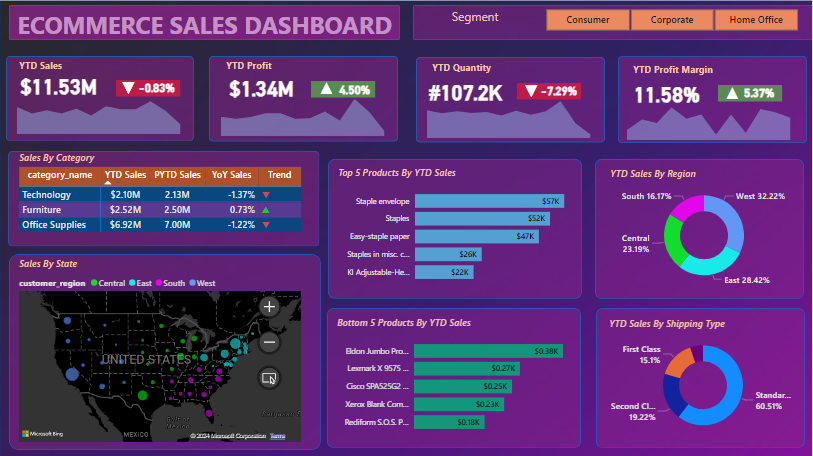 ECOMMERCE SALES DASHBOARD
Segment
Consumer
Corporate
Home Office
YTD Sales
$11.53M
▼ -0.83%
YTD Profit
$1.34M
▲ 4.50%
YTD Quantity
#107.2K
▼ -7.29%
YTD Profit Margin
11.58%
▲ 5.37%
Sales By Category
category_name YTD Sales PYTD Sales YoY Sales Trend
Technology $2.10M 2.13M -1.37%
Furniture $2.52M 2.50M 0.73%
Office Supplies $6.92M 7.00M -1.22%
Top 5 Products By YTD Sales
Staple envelope $57K
Staples $52K
Easy-staple paper $47K
Staples in misc. c... $26K
KI Adjustable-He... $22K
YTD Sales By Region
South 16.17%
West 32.22%
Central
23.19%
East 28.42%
Sales By State
customer_region Central East South West
UNITED STATES
MEXICO
Microsoft Bing
© 2024 Microsoft Corporation Terms
Bottom 5 Products By YTD Sales
Eldon Jumbo Pro... $0.38K
Lexmark X 9575 ... $0.27K
Cisco SPA525G2 ... $0.25K
Xerox Blank Com... $0.23K
Rediform S.O.S. P... $0.18K
YTD Sales By Shipping Type
First Class
15.1%
Second Cl...
19.22%
Standar...
60.51%